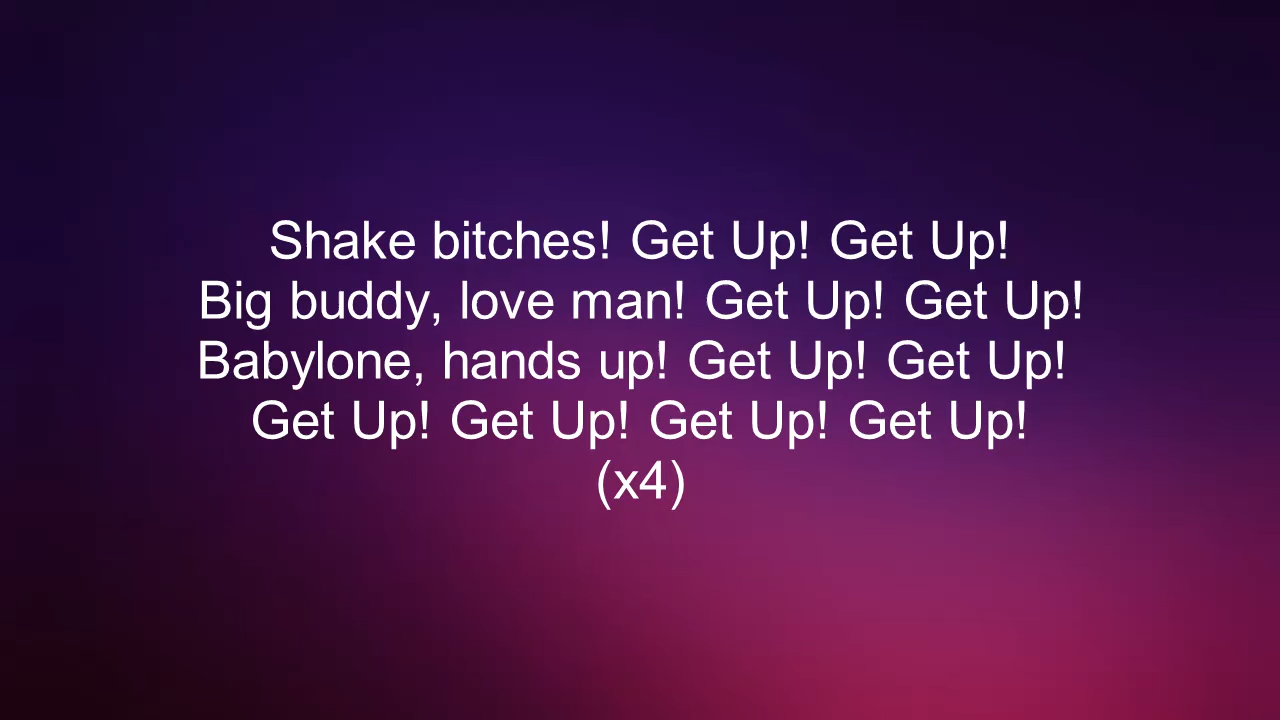 Shake bitches! Get Up! Get Up!
Big buddy, love man! Get Up! Get Up!
Babylone, hands up! Get Up! Get Up!
Get Up! Get Up! Get Up! Get Up!
(x4)